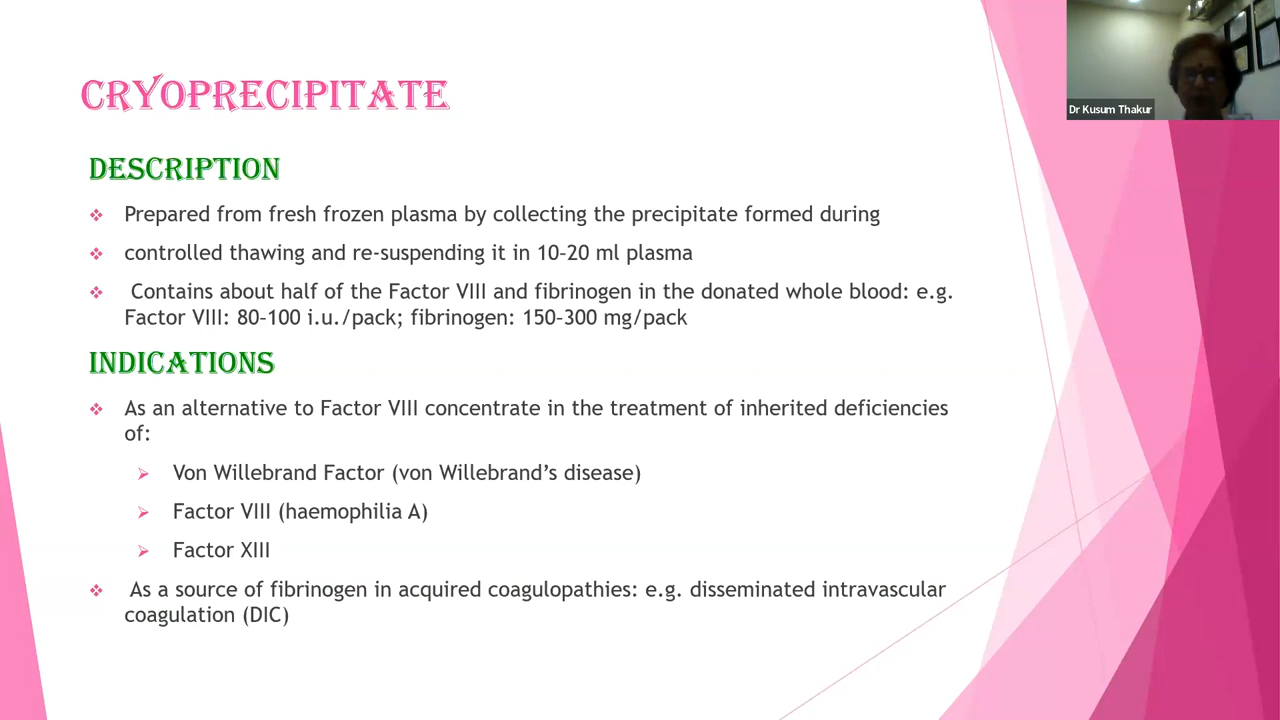 CRYOPRECIPITATE
Dr Kusum Thakur
DESCRIPTION
Prepared from fresh frozen plasma by collecting the precipitate formed during
controlled thawing and re-suspending it in 10–20 ml plasma
Contains about half of the Factor VIII and fibrinogen in the donated whole blood: e.g.
Factor VIII: 80–100 i.u./pack; fibrinogen: 150–300 mg/pack
INDICATIONS
As an alternative to Factor VIII concentrate in the treatment of inherited deficiencies
of:
Von Willebrand Factor (von Willebrand’s disease)
Factor VIII (haemophilia A)
Factor XIII
As a source of fibrinogen in acquired coagulopathies: e.g. disseminated intravascular
coagulation (DIC)